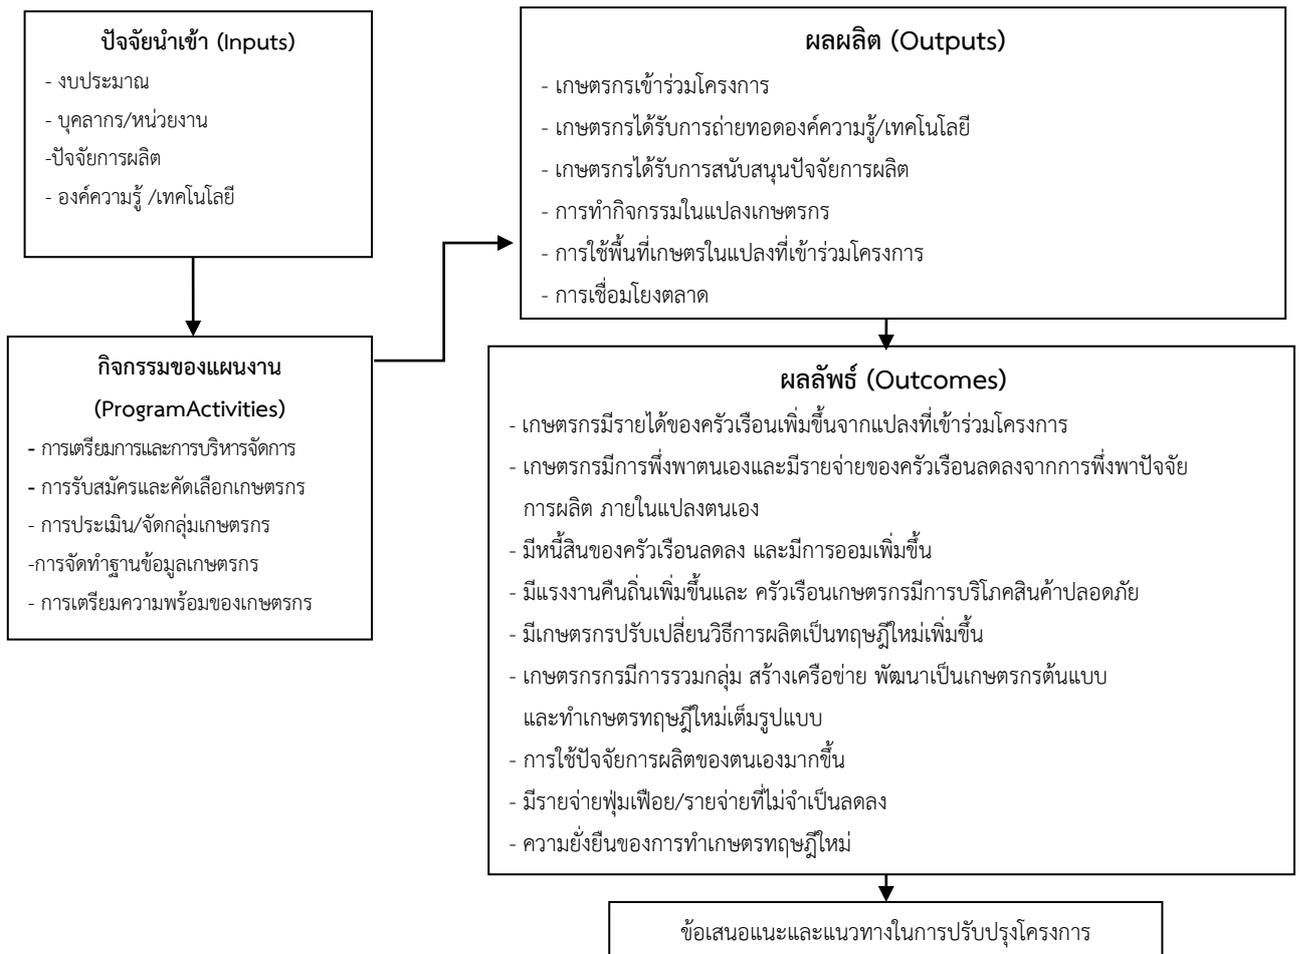 ปัจจัยนำเข้า (Inputs)
- งบประมาณ
- บุคลากร/หน่วยงาน
-ปัจจัยการผลิต
- องค์ความรู้ /เทคโนโลยี
กิจกรรมของแผนงาน
(ProgramActivities)
- การเตรียมการและการบริหารจัดการ
- การรับสมัครและคัดเลือกเกษตรกร
- การประเมิน/จัดกลุ่มเกษตรกร
-การจัดทำฐานข้อมูลเกษตรกร
- การเตรียมความพร้อมของเกษตรกร
ผลผลิต (Outputs)
- เกษตรกรเข้าร่วมโครงการ
- เกษตรกรได้รับการถ่ายทอดองค์ความรู้/เทคโนโลยี
- เกษตรกรได้รับการสนับสนุนปัจจัยการผลิต
- การทำกิจกรรมในแปลงเกษตรกร
- การใช้พื้นที่เกษตรในแปลงที่เข้าร่วมโครงการ
- การเชื่อมโยงตลาด
ผลลัพธ์ (Outcomes)
- เกษตรกรมีรายได้ของครัวเรือนเพิ่มขึ้นจากแปลงที่เข้าร่วมโครงการ
- เกษตรกรมีการพึ่งพาตนเองและมีรายจ่ายของครัวเรือนลดลงจากการพึ่งพาปัจจัย
การผลิต ภายในแปลงตนเอง
- มีหนี้สินของครัวเรือนลดลง และมีการออมเพิ่มขึ้น
- มีแรงงานคืนถิ่นเพิ่มขึ้นและ ครัวเรือนเกษตรกรมีการบริโภคสินค้าปลอดภัย
- มีเกษตรกรปรับเปลี่ยนวิธีการผลิตเป็นทฤษฎีใหม่เพิ่มขึ้น
- เกษตรกรกรมีการรวมกลุ่ม สร้างเครือข่าย พัฒนาเป็นเกษตรกรต้นแบบ
และทำเกษตรทฤษฎีใหม่เต็มรูปแบบ
- การใช้ปัจจัยการผลิตของตนเองมากขึ้น
- มีรายจ่ายฟุ่มเฟือย/รายจ่ายที่ไม่จำเป็นลดลง
- ความยั่งยืนของการทำเกษตรทฤษฎีใหม่
ข้อเสนอแนะและแนวทางในการปรับปรุงโครงการ